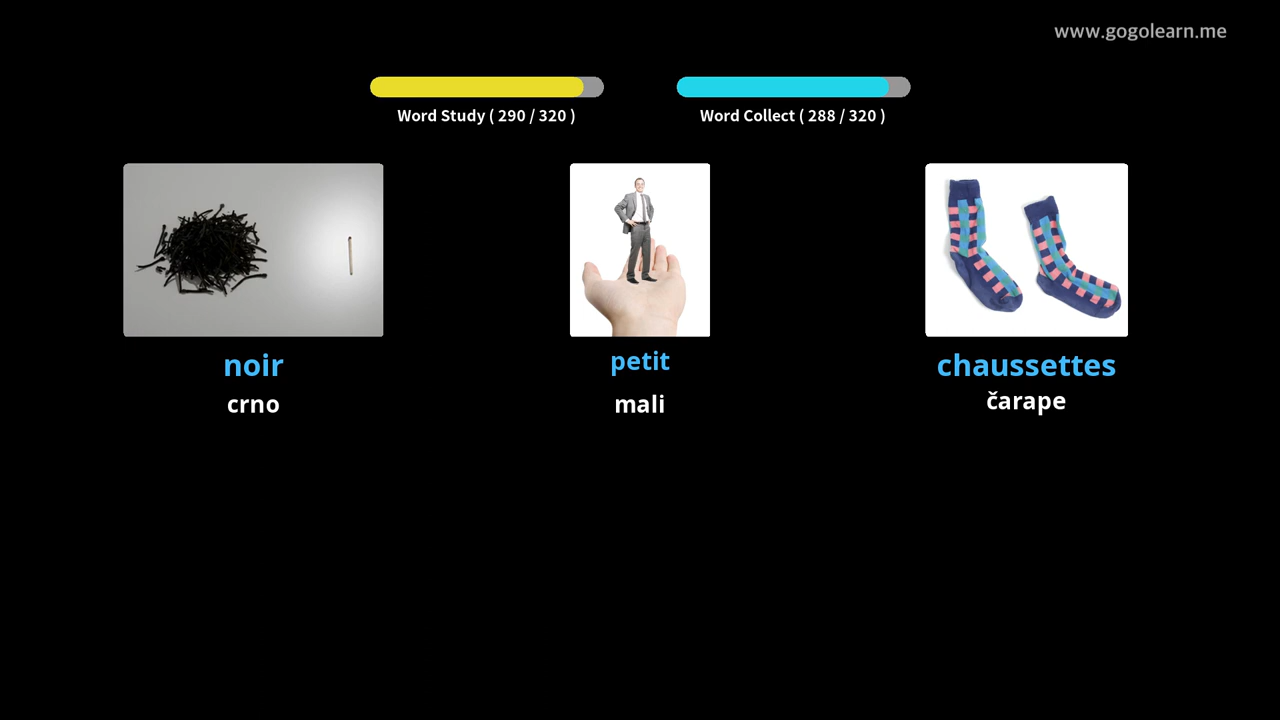 www.gogolearn.me
Word Study ( 290 / 320 )
Word Collect ( 288 / 320 )
noir
petit
chaussettes
crno
mali
čarape